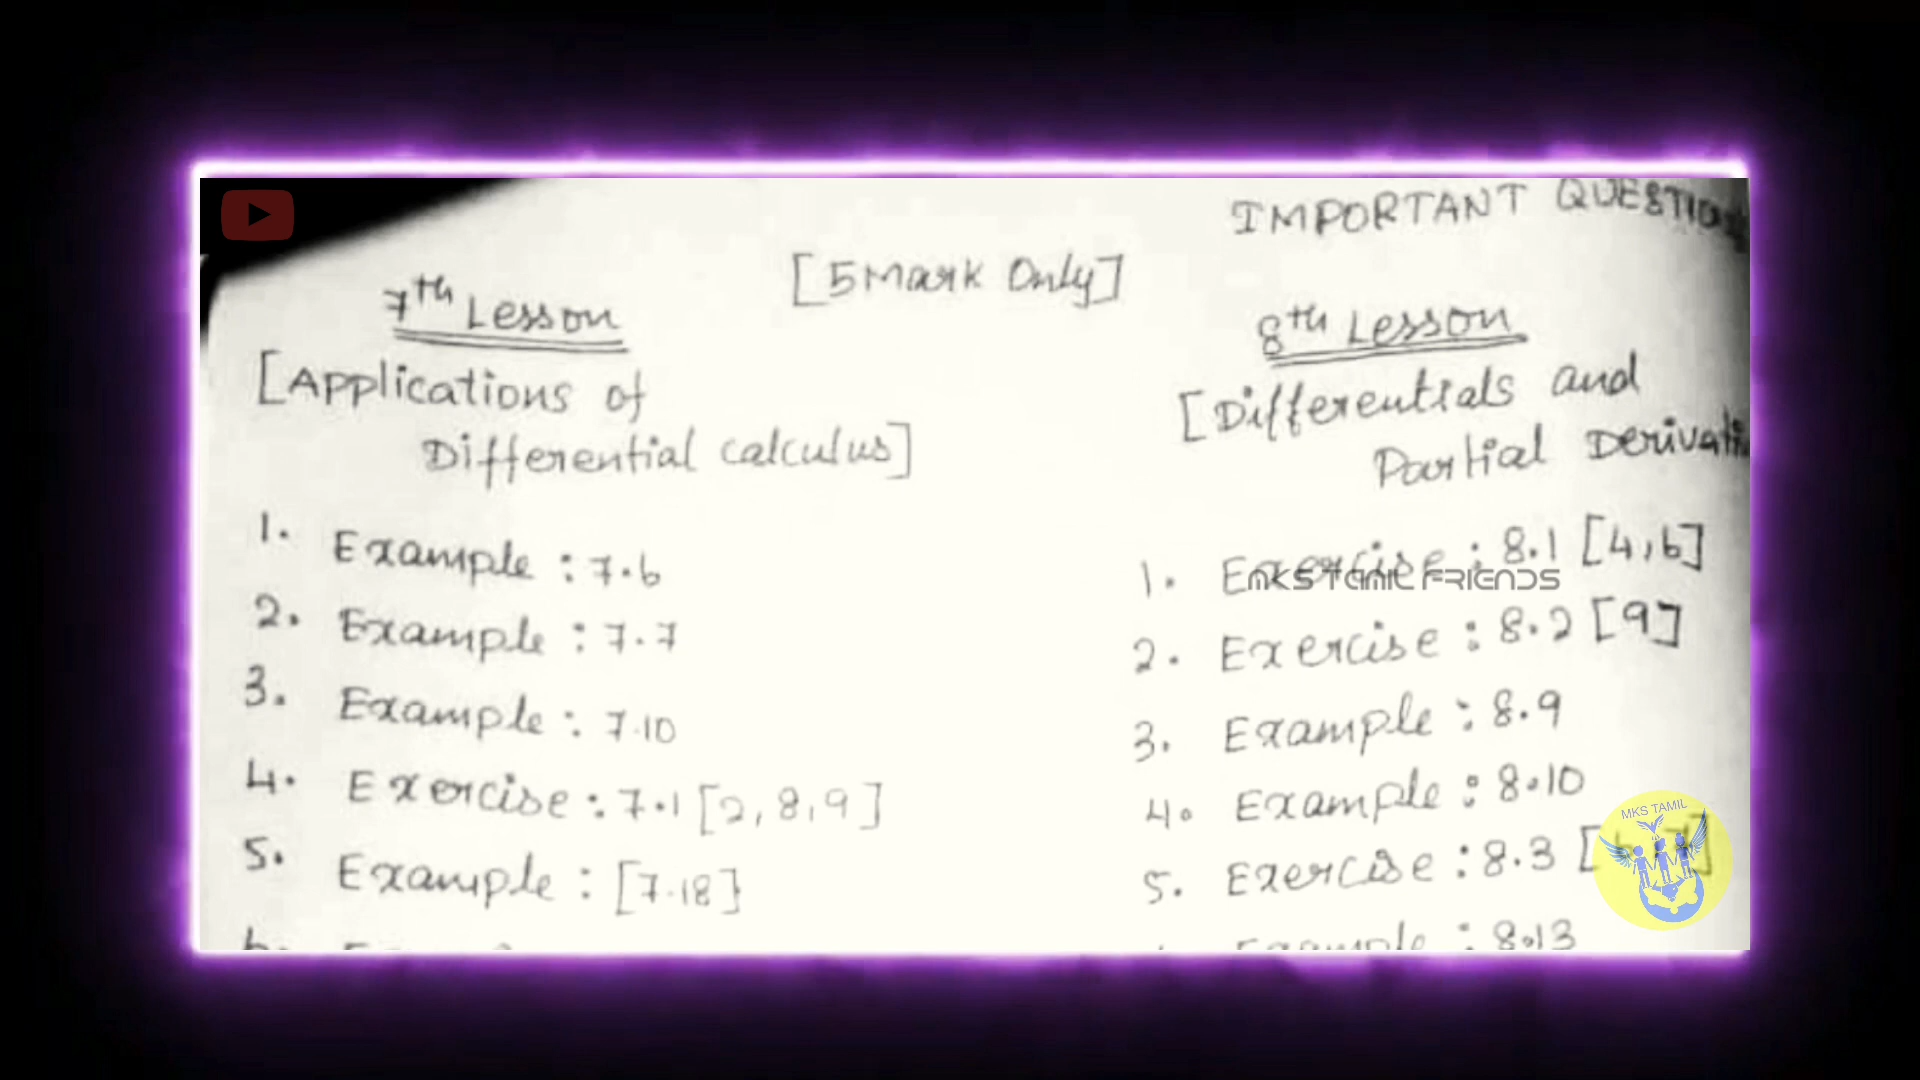 IMPORTANT QUESTIO
[5 Mark Only]
7th Lesson
[Applications of
Differential calculus]
1. Example : 7.6
2. Example : 7.7
3. Example : 7.10
4. Exercise : 7.1 [2, 8, 9]
5. Example : [7.18]
8th Lesson
[Differentials and
Partial Derivati
1. Exercise : 8.1 [4, 6]
2. Exercise : 8.2 [9]
3. Example : 8.9
4. Example : 8.10
5. Exercise : 8.3
Example : 8.13
MKS TAMIL FRIENDS
MKS TAMIL